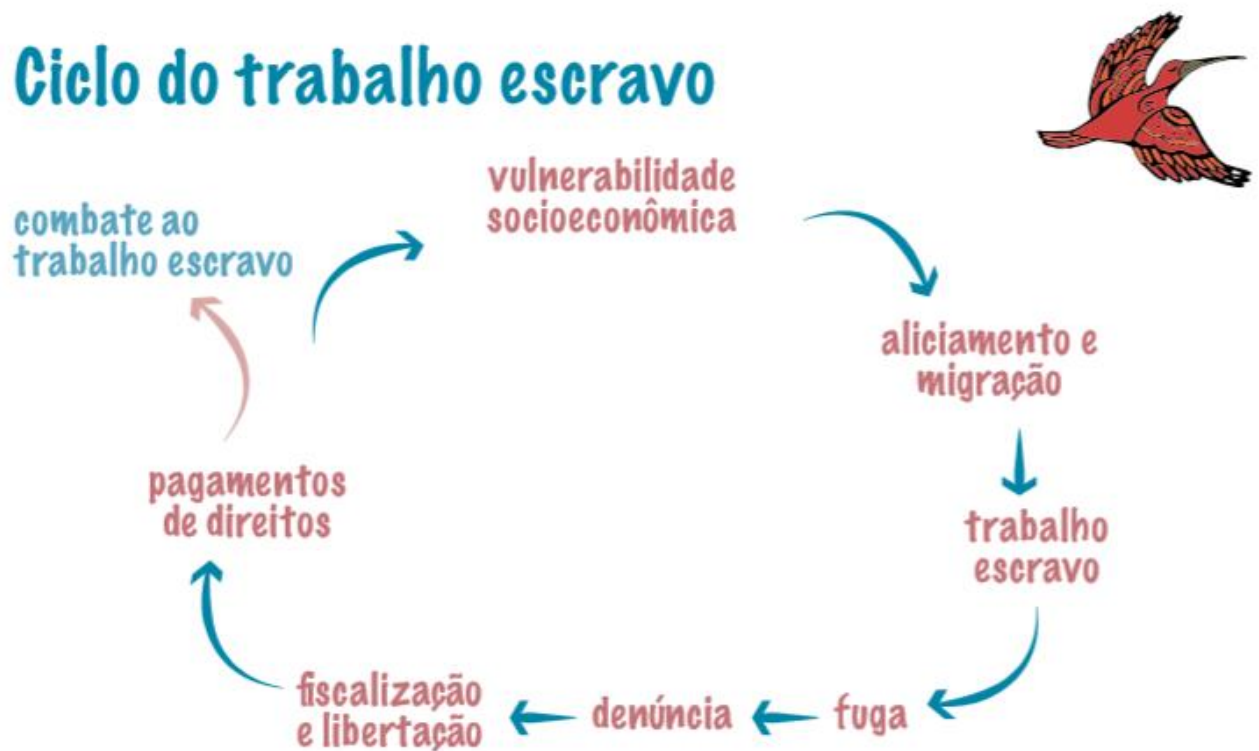 Ciclo do trabalho escravo
vulnerabilidade
socioeconômica
aliciamento e
migração
trabalho
escravo
fuga
denúncia
fiscalização
e libertação
pagamentos
de direitos
combate ao
trabalho escravo